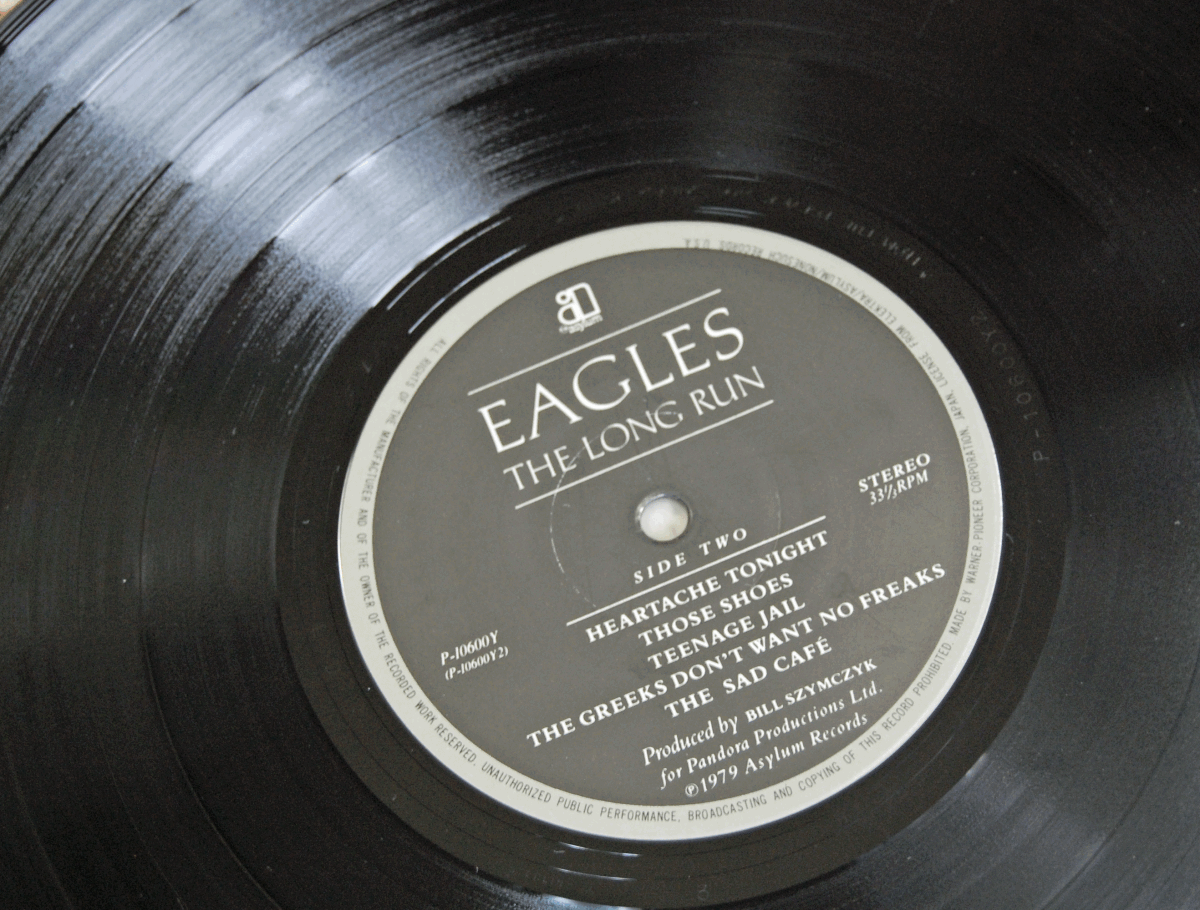 asylum
EAGLES
THE LONG RUN
STEREO
33⅓RPM
SIDE TWO
HEARTACHE TONIGHT
THOSE SHOES
TEENAGE JAIL
THE GREEKS DON'T WANT NO FREAKS
THE SAD CAFÉ
P-10600Y
(P-10600Y2)
Produced by BILL SZYMCZYK
for Pandora Productions Ltd.
℗1979 Asylum Records
ALL RIGHTS OF THE MANUFACTURER AND OF THE OWNER OF THE RECORDED WORK RESERVED. UNAUTHORIZED PUBLIC PERFORMANCE, BROADCASTING AND COPYING OF THIS RECORD PROHIBITED. MADE BY WARNER-PIONEER CORPORATION, JAPAN, LICENSE FROM ELEKTRA/ASYLUM/NONESUCH RECORDS U.S.A.
P-10600Y2